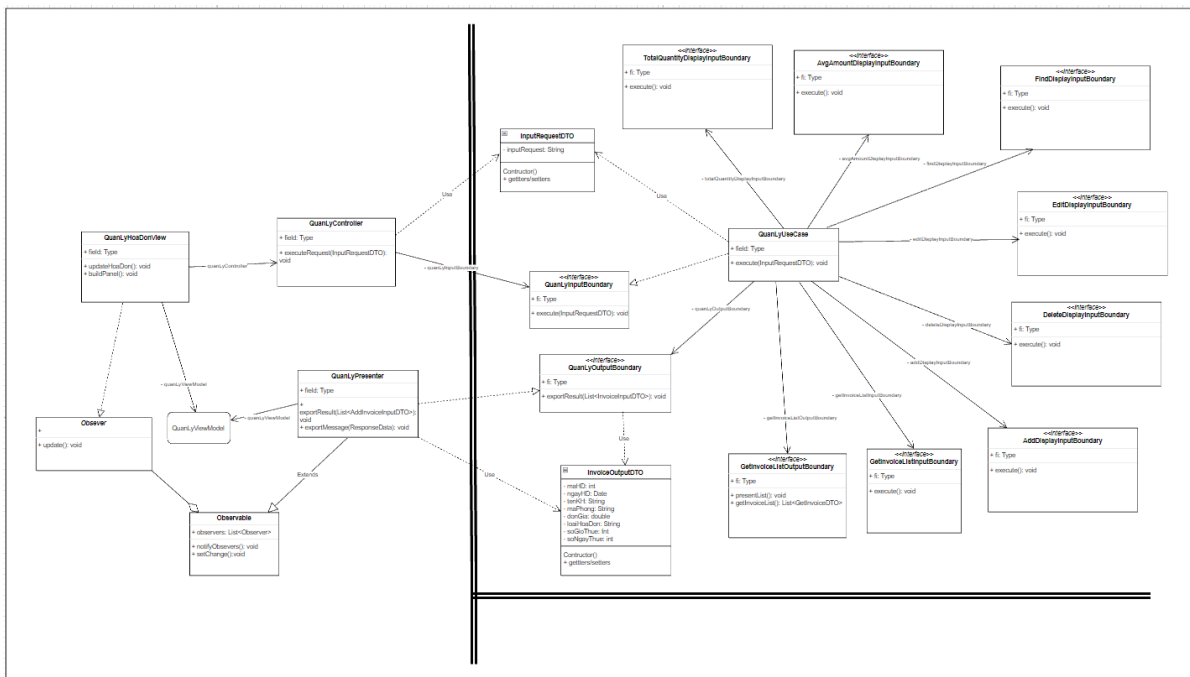 <<Interface>>
TotalQuantityDisplayInputBoundary
+ fi: Type
+ execute(): void
<<Interface>>
AvgAmountDisplayInputBoundary
+ fi: Type
+ execute(): void
<<Interface>>
FindDisplayInputBoundary
+ fi: Type
+ execute(): void
InputRequestDTO
- inputRequest: String
Contructor()
+ getters/setters
- avgAmountDisplayInputBoundary
- findDisplayInputBoundary
- totalQuantityDisplayInputBoundary
Use
Use
<<Interface>>
EditDisplayInputBoundary
+ fi: Type
+ execute(): void
QuanLyHoaDonView
+ field: Type
+ updateHoaDon(): void
+ buildPanel(): void
- quanLyController
QuanLyController
+ field: Type
+ executeRequest(InputRequestDTO):
void
- quanLyInputBoundary
QuanLyUseCase
+ field: Type
+ execute(InputRequestDTO): void
- editDisplayInputBoundary
<<Interface>>
QuanLyInputBoundary
+ fi: Type
+ execute(InputRequestDTO): void
- quanLyOutputBoundary
- deleteDisplayInputBoundary
<<Interface>>
DeleteDisplayInputBoundary
+ fi: Type
+ execute(): void
<<Interface>>
QuanLyOutputBoundary
+ fi: Type
+ exportResult(List<InvoiceInputDTO>): void
- addDisplayInputBoundary
- getInvoiceListInputBoundary
- getInvoiceListOutputBoundary
- quanLyViewModel
QuanLyPresenter
+ field: Type
+
exportResult(List<AddInvoiceInputDTO>):
void
+ exportMessage(ResponseData): void
- quanLyViewModel
QuanLyViewModel
Obsever
+
+ update(): void
Extends
Use
Use
InvoiceOutputDTO
- maHD: int
- ngayHD: Date
- tenKH: String
- maPhong: String
- donGia: double
- loaiHoaDon: String
- soGioThue: Int
- soNgayThue: int
Contructor()
+ getters/setters
<<Interface>>
GetInvoiceListOutputBoundary
+ fi: Type
+ presentList(): void
+ getInvoiceList(): List<GetInvoiceDTO>
<<Interface>>
GetInvoiceListInputBoundary
+ fi: Type
+ execute(): void
<<Interface>>
AddDisplayInputBoundary
+ fi: Type
+ execute(): void
Observable
+ observers: List<Observer>
+ notifyObsevers(): void
+ setChange():void